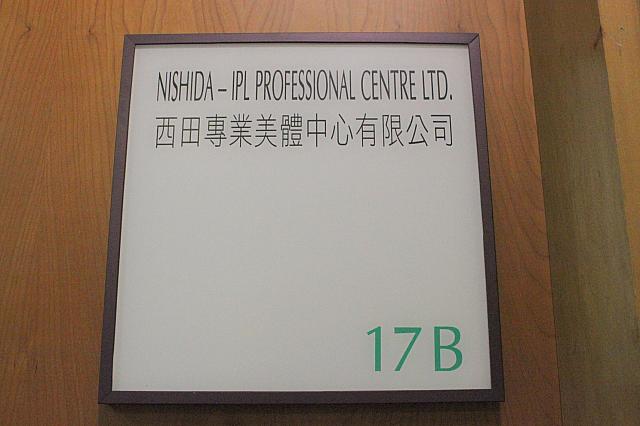 NISHIDA – IPL PROFESSIONAL CENTRE LTD.
西田專業美體中心有限公司
17B